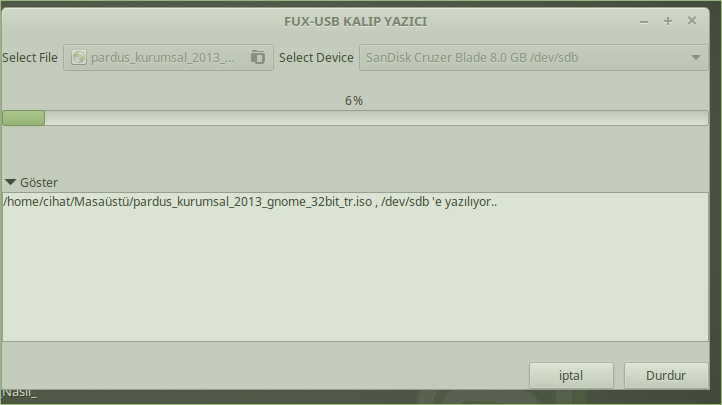 FUX-USB KALIP YAZICI
Select File pardus_kurumsal_2013_... Select Device SanDisk Cruzer Blade 8.0 GB /dev/sdb
6%
Göster
/home/cihat/Masaüstü/pardus_kurumsal_2013_gnome_32bit_tr.iso , /dev/sdb 'e yazılıyor..
iptal Durdur
Nasıl_